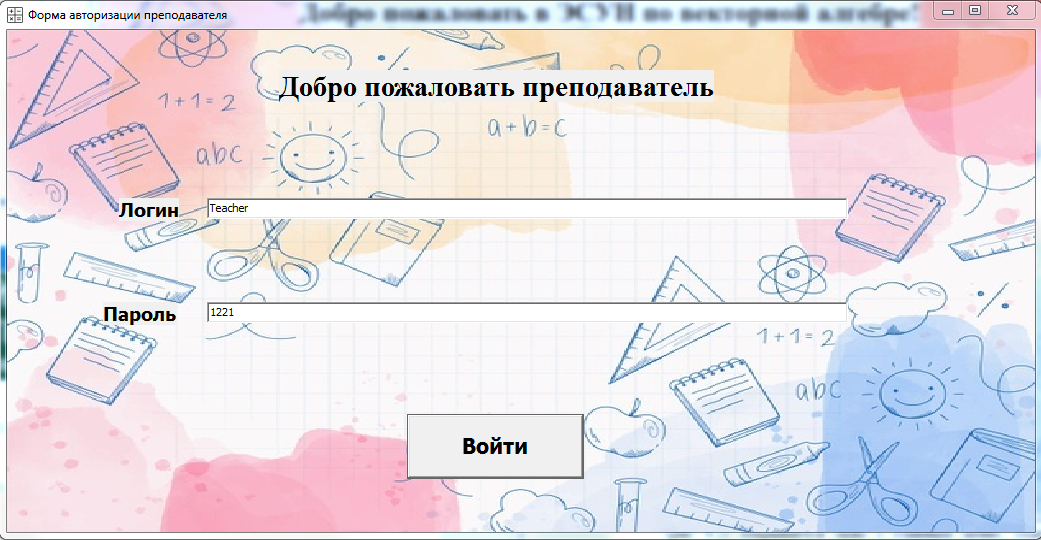 Форма авторизации преподавателя
Добро пожаловать в ЭСУН по векторной алгебре!
Добро пожаловать преподаватель
1+1=2
a+b=c
abc
Логин
Teacher
Пароль
1221
1+1=2
abc
Войти